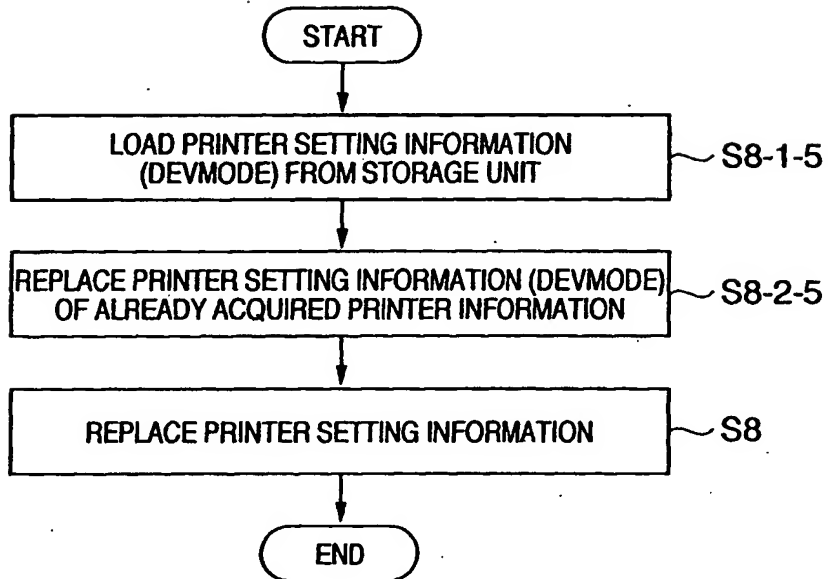 START
LOAD PRINTER SETTING INFORMATION
(DEVMODE) FROM STORAGE UNIT
S8-1-5
REPLACE PRINTER SETTING INFORMATION (DEVMODE)
OF ALREADY ACQUIRED PRINTER INFORMATION
S8-2-5
REPLACE PRINTER SETTING INFORMATION
S8
END